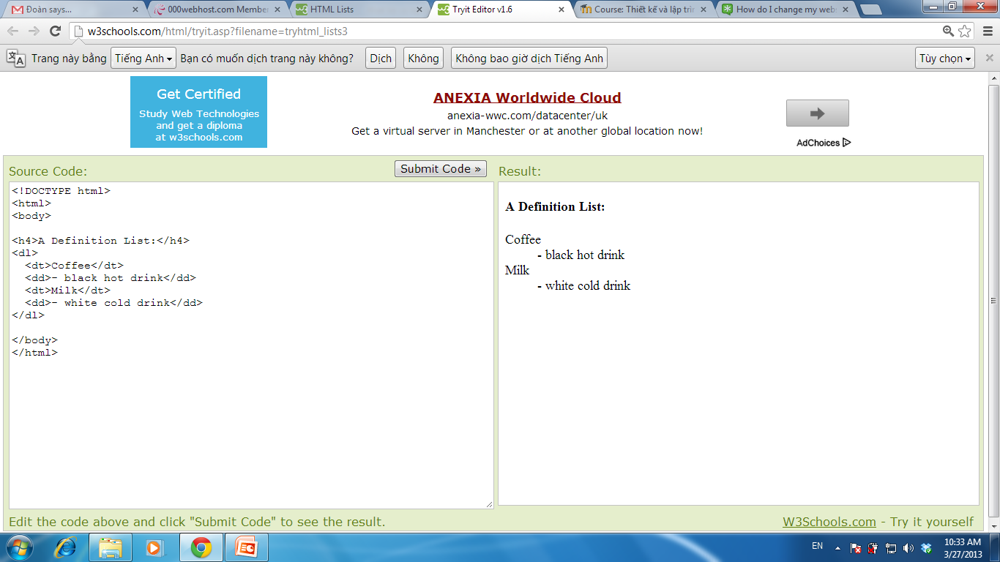 Đoàn says...
000webhost.com Member
HTML Lists
Tryit Editor v1.6
Course: Thiết kế và lập trìn
How do I change my webs
w3schools.com/html/tryit.asp?filename=tryhtml_lists3
Trang này bằng Tiếng Anh Bạn có muốn dịch trang này không? Dịch Không Không bao giờ dịch Tiếng Anh Tùy chọn
Get Certified
Study Web Technologies
and get a diploma
at w3schools.com
ANEXIA Worldwide Cloud
anexia-wwc.com/datacenter/uk
Get a virtual server in Manchester or at another global location now!
AdChoices
Source Code:
Submit Code »
<!DOCTYPE html>
<html>
<body>
<h4>A Definition List:</h4>
<dl>
<dt>Coffee</dt>
<dd>- black hot drink</dd>
<dt>Milk</dt>
<dd>- white cold drink</dd>
</dl>
</body>
</html>
Result:
A Definition List:
Coffee
- black hot drink
Milk
- white cold drink
Edit the code above and click "Submit Code" to see the result.
W3Schools.com - Try it yourself
EN
10:33 AM
3/27/2013